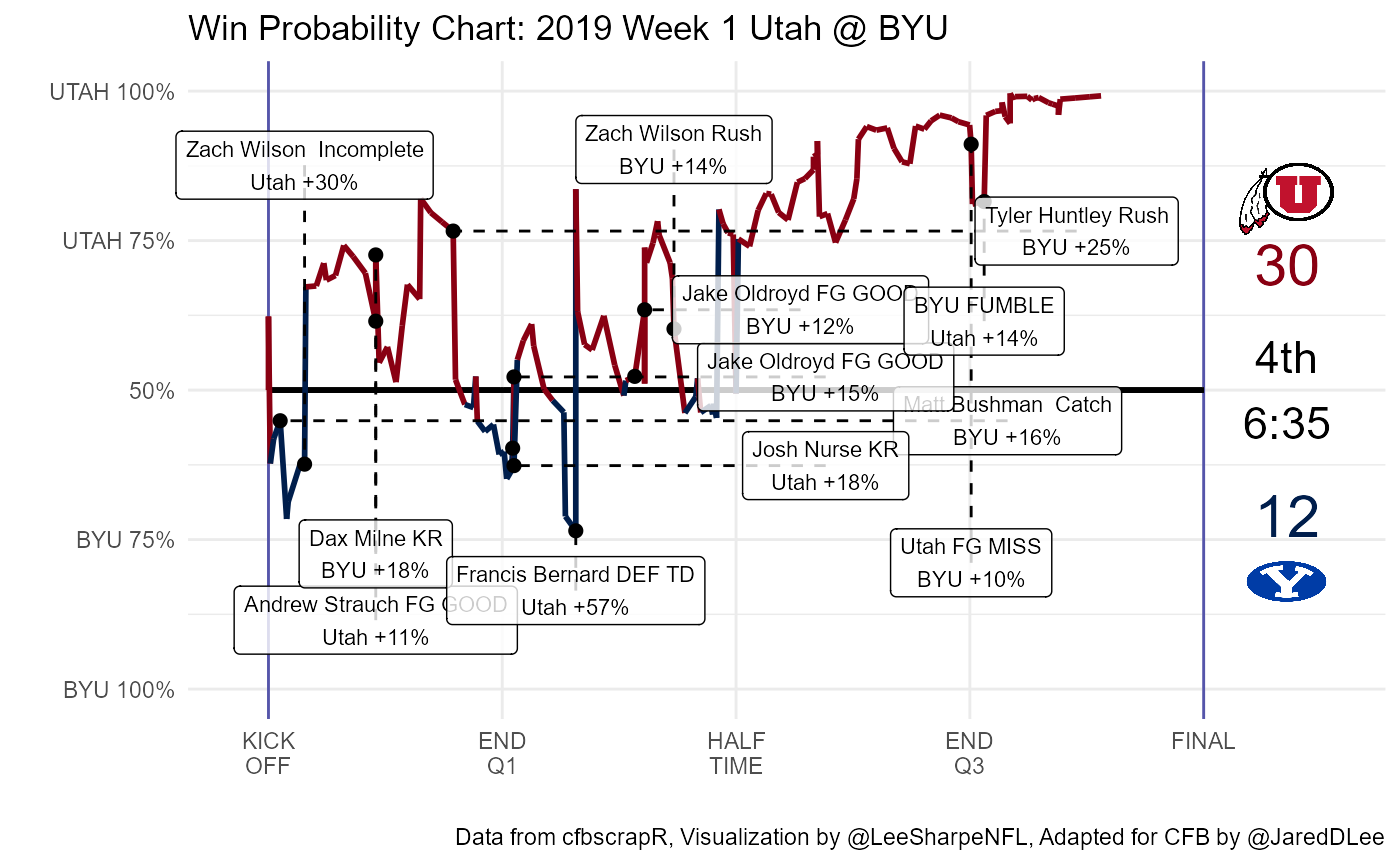 Win Probability Chart: 2019 Week 1 Utah @ BYU
UTAH 100%
UTAH 75%
50%
BYU 75%
BYU 100%
Zach Wilson  Incomplete
Utah +30%
Zach Wilson Rush
BYU +14%
Tyler Huntley Rush
BYU +25%
Jake Oldroyd FG GOOD
BYU +12%
BYU FUMBLE
Utah +14%
Jake Oldroyd FG GOOD
BYU +15%
Matt Bushman  Catch
BYU +16%
Josh Nurse KR
Utah +18%
Dax Milne KR
BYU +18%
Utah FG MISS
BYU +10%
Francis Bernard DEF TD
Utah +57%
Andrew Strauch FG GOOD
Utah +11%
U
30
4th
6:35
12
Y
KICK
OFF
END
Q1
HALF
TIME
END
Q3
FINAL
Data from cfbscrapR, Visualization by @LeeSharpeNFL, Adapted for CFB by @JaredDLee